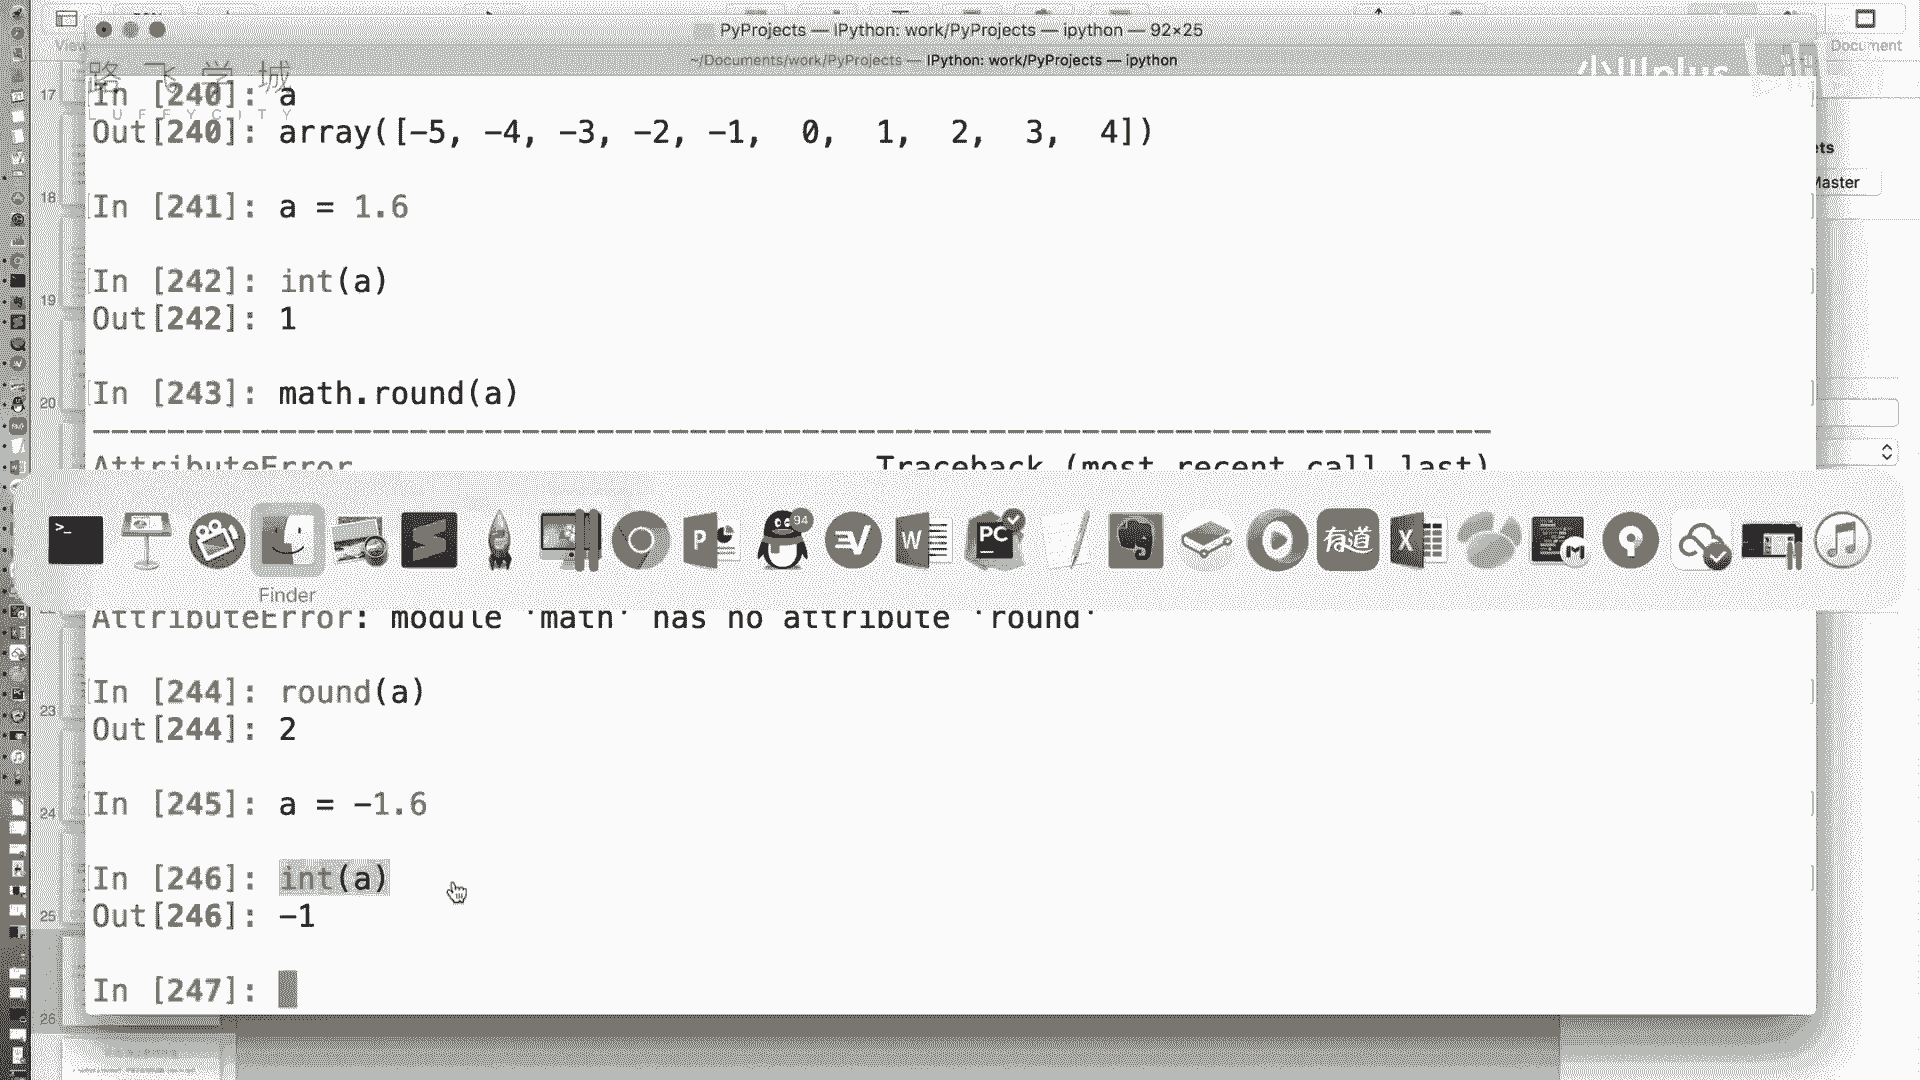 PyProjects — IPython: work/PyProjects — ipython — 92×25
~/Documents/work/PyProjects — IPython: work/PyProjects — ipython
Document
路飞学城
LUFFYCITY
In [240]: a
Out[240]: array([-5, -4, -3, -2, -1,  0,  1,  2,  3,  4])
In [241]: a = 1.6
In [242]: int(a)
Out[242]: 1
In [243]: math.round(a)
AttributeError Traceback (most recent call last)
94
有道
Finder
AttributeError: module 'math' has no attribute 'round'
In [244]: round(a)
Out[244]: 2
In [245]: a = -1.6
In [246]: int(a)
Out[246]: -1
In [247]:
17
18
19
20
23
24
25
26
Master